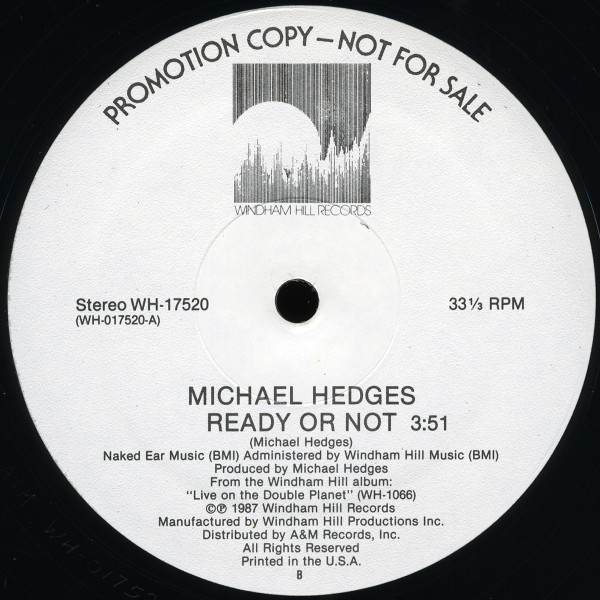 PROMOTION COPY — NOT FOR SALE
WINDHAM HILL RECORDS
Stereo WH-17520
(WH-017520-A)
33 1/3 RPM
MICHAEL HEDGES
READY OR NOT 3:51
(Michael Hedges)
Naked Ear Music (BMI) Administered by Windham Hill Music (BMI)
Produced by Michael Hedges
From the Windham Hill album:
"Live on the Double Planet" (WH-1066)
©℗ 1987 Windham Hill Records
Manufactured by Windham Hill Productions Inc.
Distributed by A&M Records, Inc.
All Rights Reserved
Printed in the U.S.A.
B